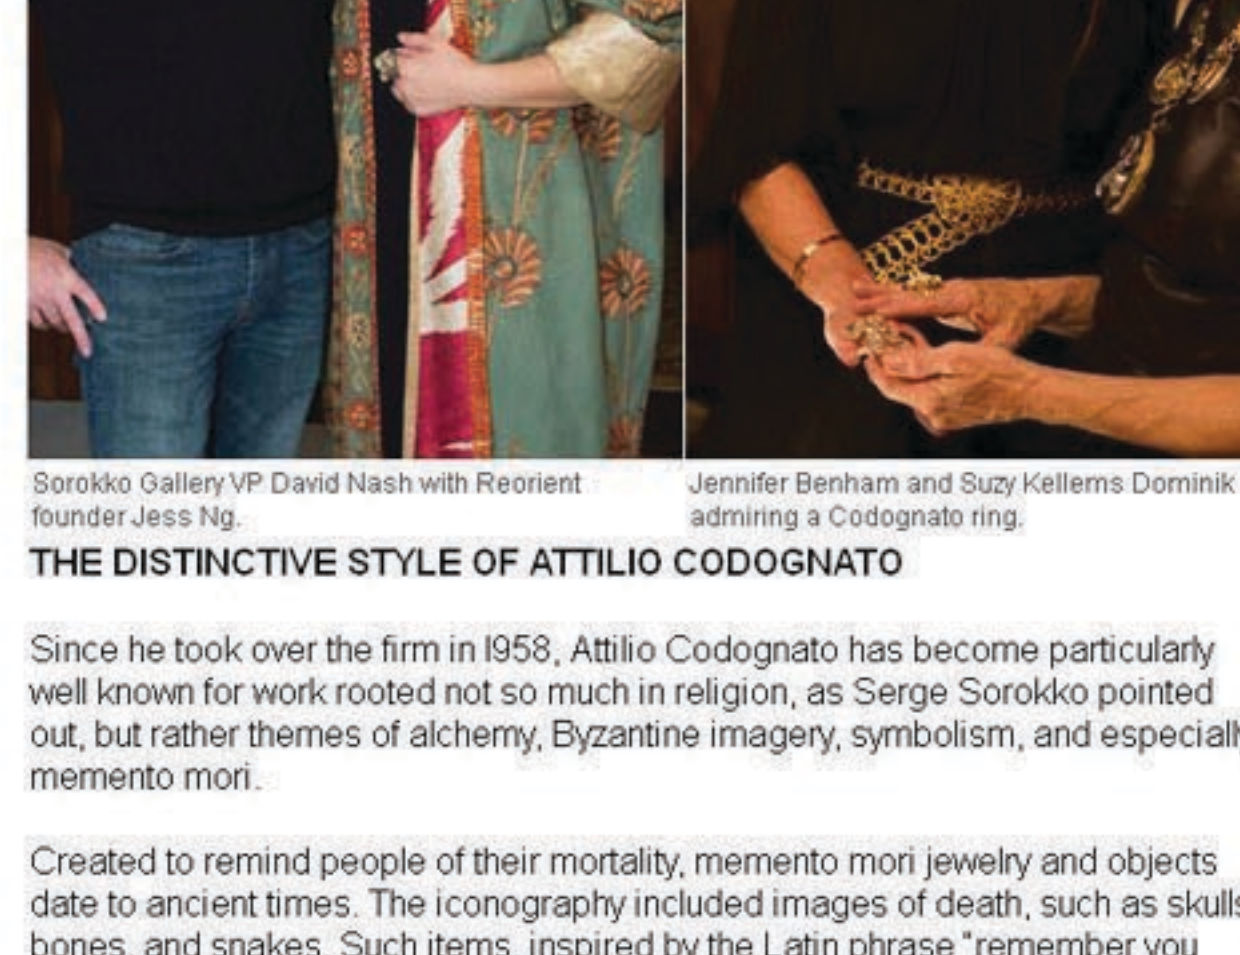 Sorokko Gallery VP David Nash with Reorient
founder Jess Ng.
Jennifer Benham and Suzy Kellems Dominik
admiring a Codognato ring.
THE DISTINCTIVE STYLE OF ATTILIO CODOGNATO
Since he took over the firm in 1958, Attilio Codognato has become particularly
well known for work rooted not so much in religion, as Serge Sorokko pointed
out, but rather themes of alchemy, Byzantine imagery, symbolism, and especially
memento mori.
Created to remind people of their mortality, memento mori jewelry and objects
date to ancient times. The iconography included images of death, such as skulls
bones, and snakes. Such items, inspired by the Latin phrase "remember you